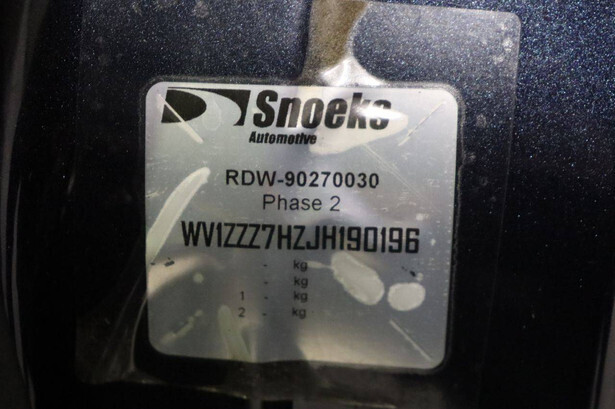 Snoeks
Automotive
RDW-90270030
Phase 2
WV1ZZZ7HZJH190196
- kg
- kg
1 - kg
2 - kg